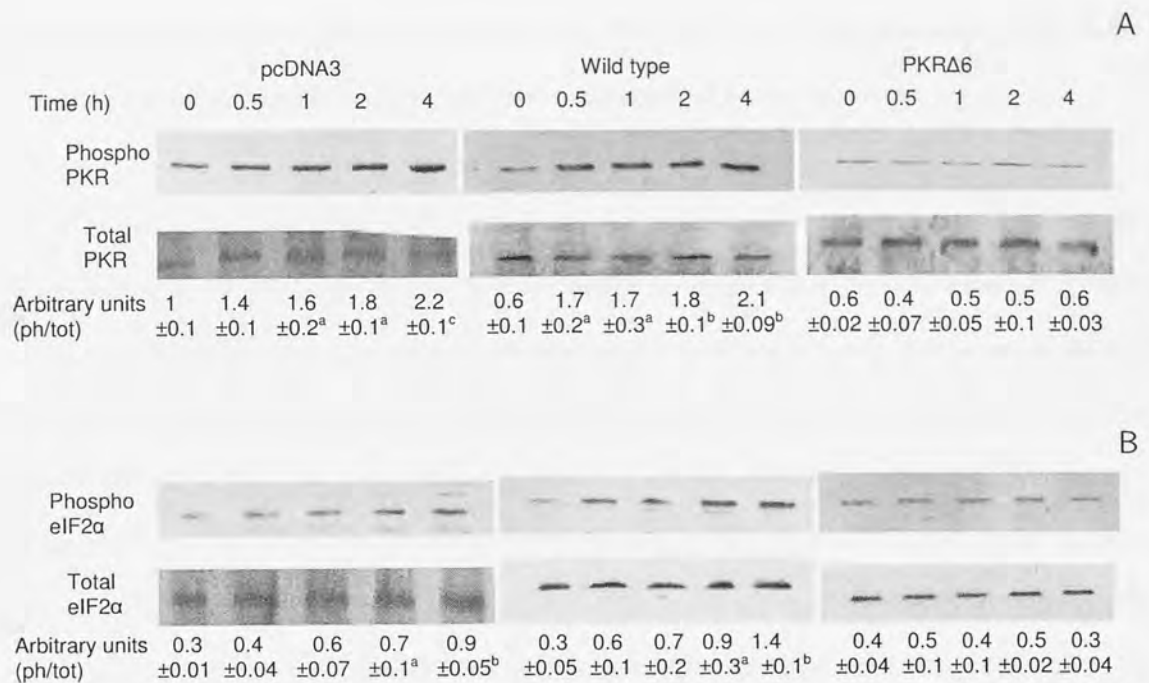 A
pcDNA3 Wild type PKRΔ6
Time (h) 0 0.5 1 2 4 0 0.5 1 2 4 0 0.5 1 2 4
Phospho
PKR
Total
PKR
Arbitrary units 1 1.4 1.6 1.8 2.2 0.6 1.7 1.7 1.8 2.1 0.6 0.4 0.5 0.5 0.6
(ph/tot) ±0.1 ±0.1 ±0.2ᵃ ±0.1ᵃ ±0.1ᶜ ±0.1 ±0.2ᵃ ±0.3ᵃ ±0.1ᵇ ±0.09ᵇ ±0.02 ±0.07 ±0.05 ±0.1 ±0.03
B
Phospho
eIF2α
Total
eIF2α
Arbitrary units 0.3 0.4 0.6 0.7 0.9 0.3 0.6 0.7 0.9 1.4 0.4 0.5 0.4 0.5 0.3
(ph/tot) ±0.01 ±0.04 ±0.07 ±0.1ᵃ ±0.05ᵇ ±0.05 ±0.1 ±0.2 ±0.3ᵃ ±0.1ᵇ ±0.04 ±0.1 ±0.1 ±0.02 ±0.04